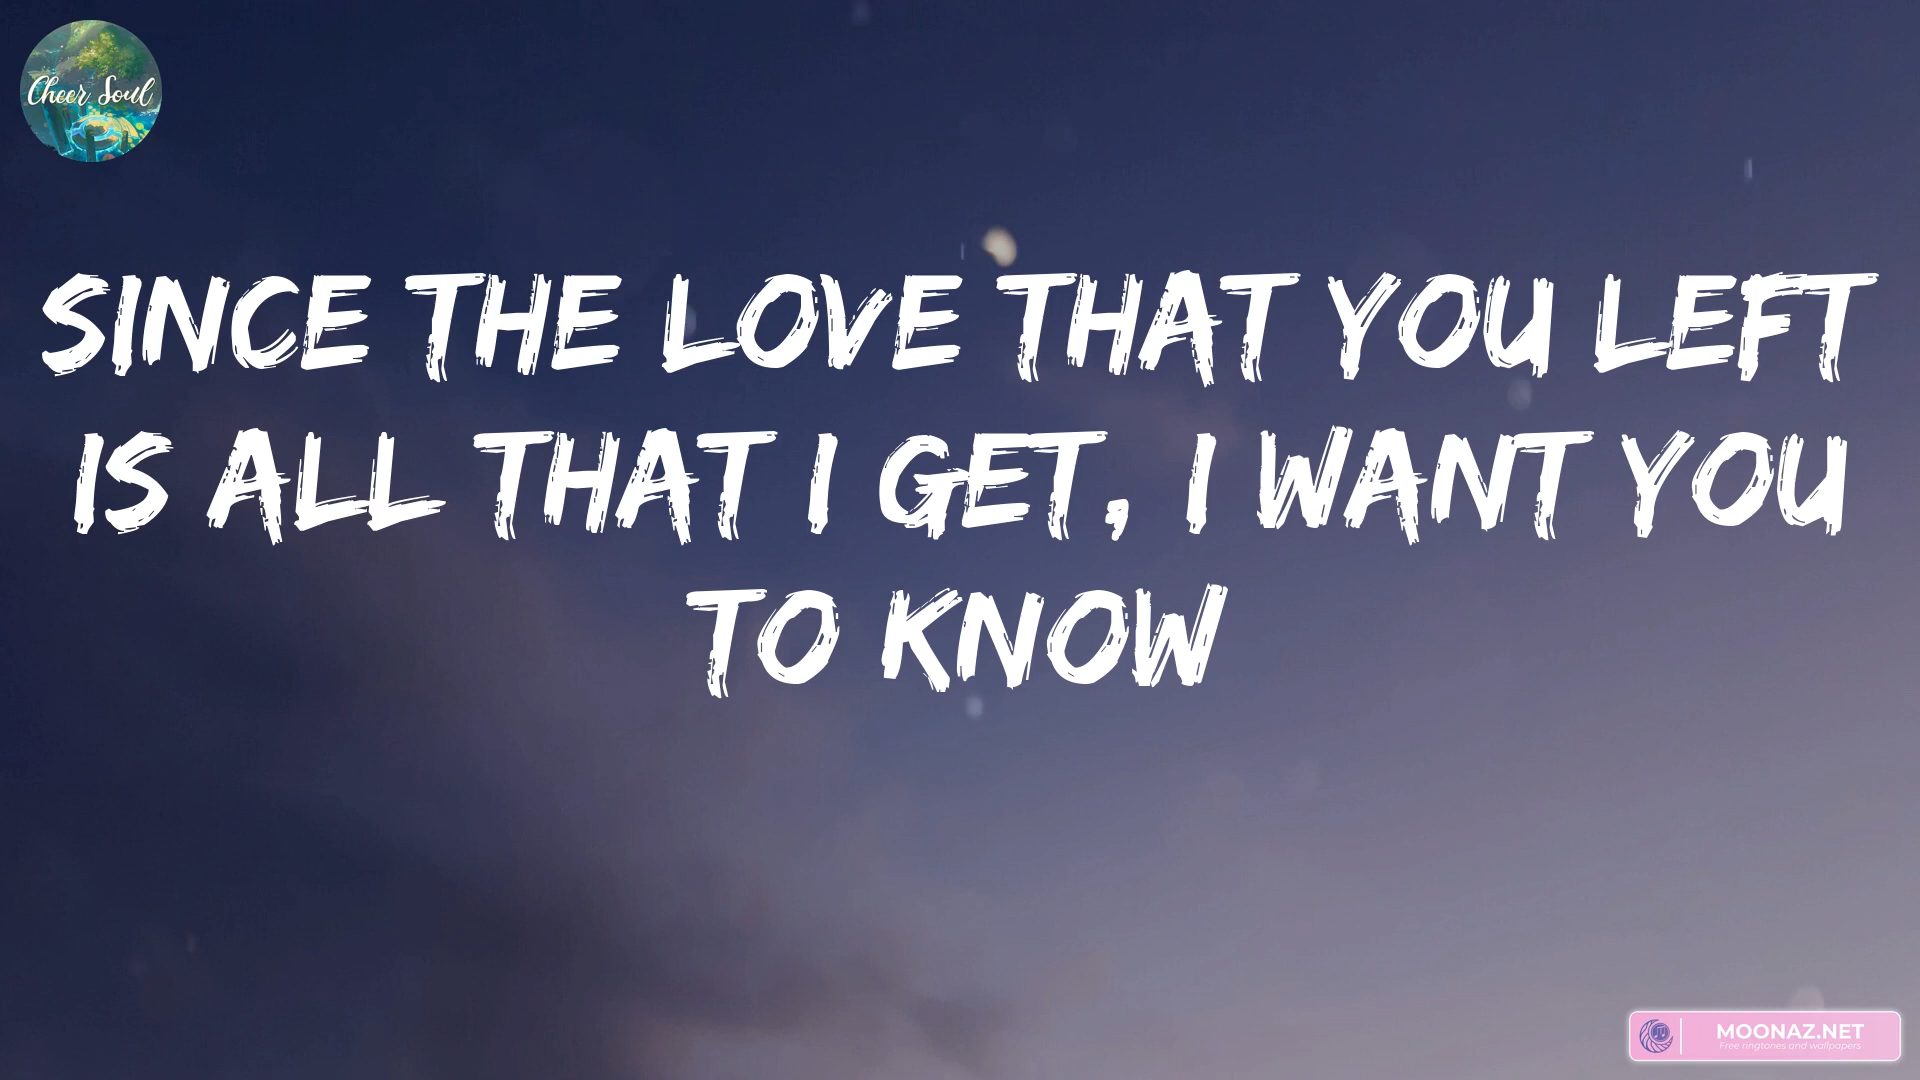 Cheer Soul
SINCE THE LOVE THAT YOU LEFT
IS ALL THAT I GET, I WANT YOU
TO KNOW
MOONAZ.NET
Free ringtones and wallpapers